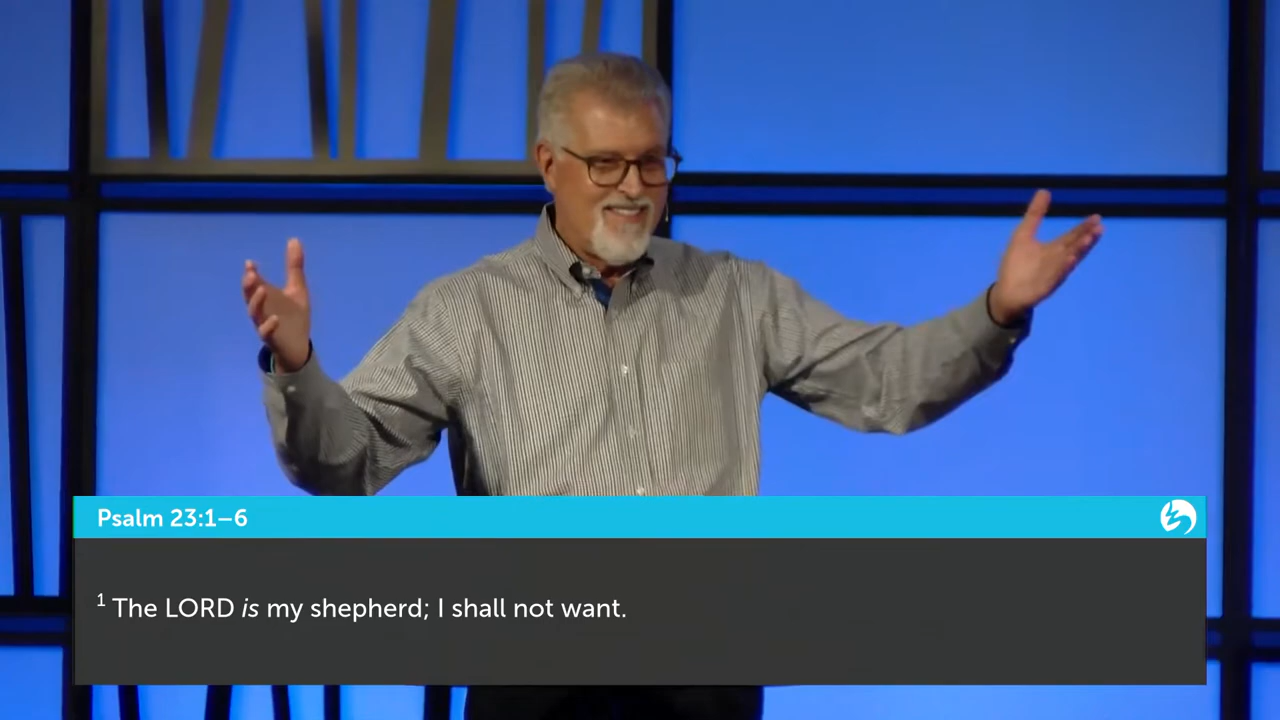 Psalm 23:1–6
1 The LORD is my shepherd; I shall not want.